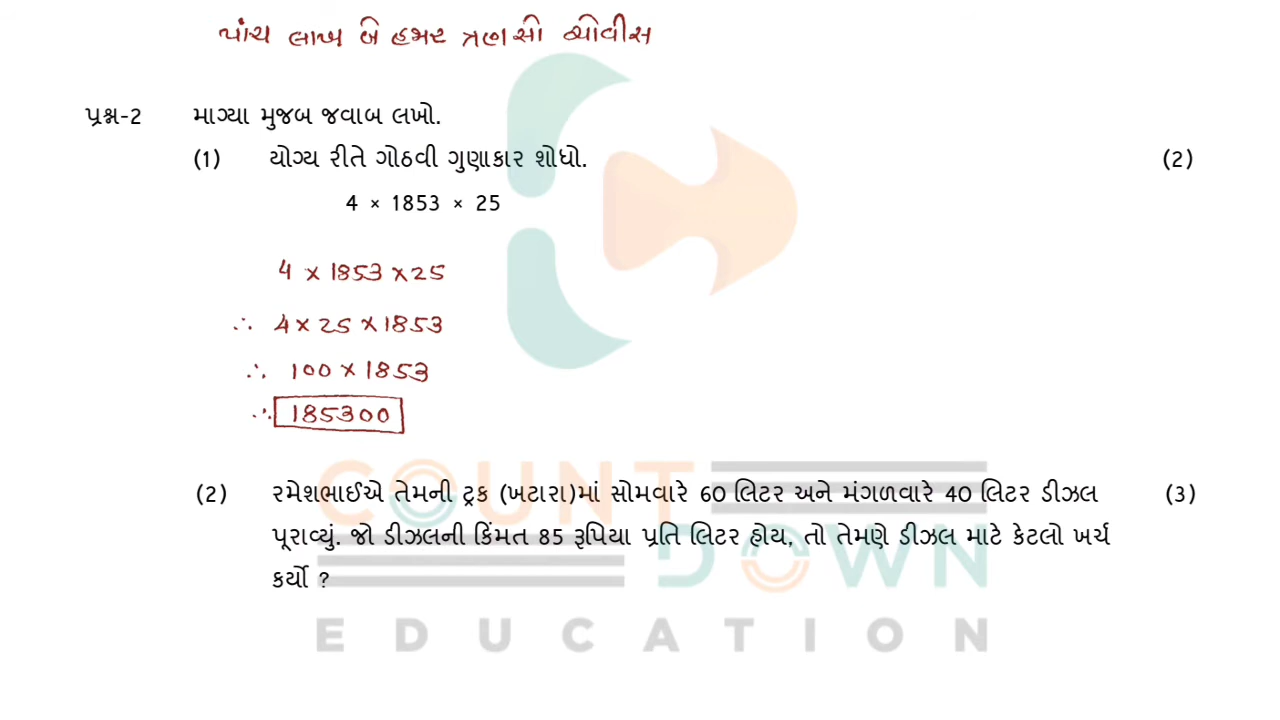 પાંચ લાખ બે હજાર ત્રણ સો ચોવીસ
પ્રશ્ન-2 માગ્યા મુજબ જવાબ લખો.
(1) યોગ્ય રીતે ગોઠવી ગુણાકાર શોધો. (2)
4 × 1853 × 25
4 × 1853 × 25
∴ 4 × 25 × 1853
∴ 100 × 1853
∴ 185300
(2) રમેશભાઈએ તેમની ટ્રક (ખટારા)માં સોમવારે 60 લિટર અને મંગળવારે 40 લિટર ડીઝલ (3)
પૂરાવ્યું. જો ડીઝલની કિંમત 85 રૂપિયા પ્રતિ લિટર હોય, તો તેમણે ડીઝલ માટે કેટલો ખર્ચ
કર્યો ?
COUNT
DOWN
EDUCATION